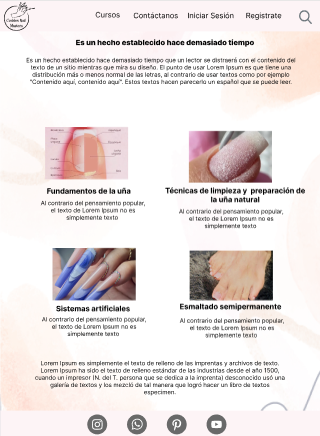 Cursos Contáctanos Iniciar Sesión Registrate
Es un hecho establecido hace demasiado tiempo
Es un hecho establecido hace demasiado tiempo que un lector se distraerá con el contenido del
texto de un sitio mientras que mira su diseño. El punto de usar Lorem Ipsum es que tiene una
distribución más o menos normal de las letras, al contrario de usar textos como por ejemplo
"Contenido aquí, contenido aquí". Estos textos hacen parecerlo un español que se puede leer.
Fundamentos de la uña
Al contrario del pensamiento popular,
el texto de Lorem Ipsum no es
simplemente texto
Técnicas de limpieza y preparación de
la uña natural
Al contrario del pensamiento popular,
el texto de Lorem Ipsum no es
simplemente texto
Sistemas artificiales
Al contrario del pensamiento popular,
el texto de Lorem Ipsum no es
simplemente texto
Esmaltado semipermanente
Al contrario del pensamiento popular,
el texto de Lorem Ipsum no es
simplemente texto
Lorem Ipsum es simplemente el texto de relleno de las imprentas y archivos de texto.
Lorem Ipsum ha sido el texto de relleno estándar de las industrias desde el año 1500,
cuando un impresor (N. del T. persona que se dedica a la imprenta) desconocido usó una
galería de textos y los mezcló de tal manera que logró hacer un libro de textos
especimen.